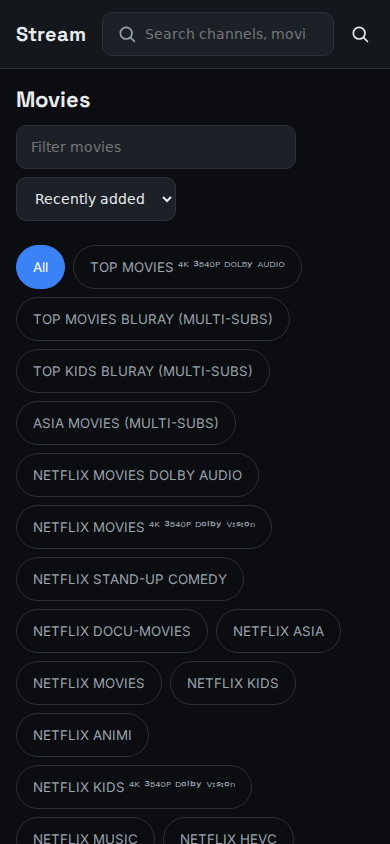 Stream
Search channels, movi
Movies
Filter movies
Recently added
All
TOP MOVIES ⁴ᴷ ³⁸⁴⁰ᴾ ᴰᴼᴸᴮʸ ᴬᵁᴰᴵᴼ
TOP MOVIES BLURAY (MULTI-SUBS)
TOP KIDS BLURAY (MULTI-SUBS)
ASIA MOVIES (MULTI-SUBS)
NETFLIX MOVIES DOLBY AUDIO
NETFLIX MOVIES ⁴ᴷ ³⁸⁴⁰ᴾ ᴰᵒˡᵇʸ ⱽᶦˢᶦᵒⁿ
NETFLIX STAND-UP COMEDY
NETFLIX DOCU-MOVIES NETFLIX ASIA
NETFLIX MOVIES NETFLIX KIDS
NETFLIX ANIMI
NETFLIX KIDS ⁴ᴷ ³⁸⁴⁰ᴾ ᴰᵒˡᵇʸ ⱽᶦˢᶦᵒⁿ
NETFLIX MUSIC NETFLIX HEVC